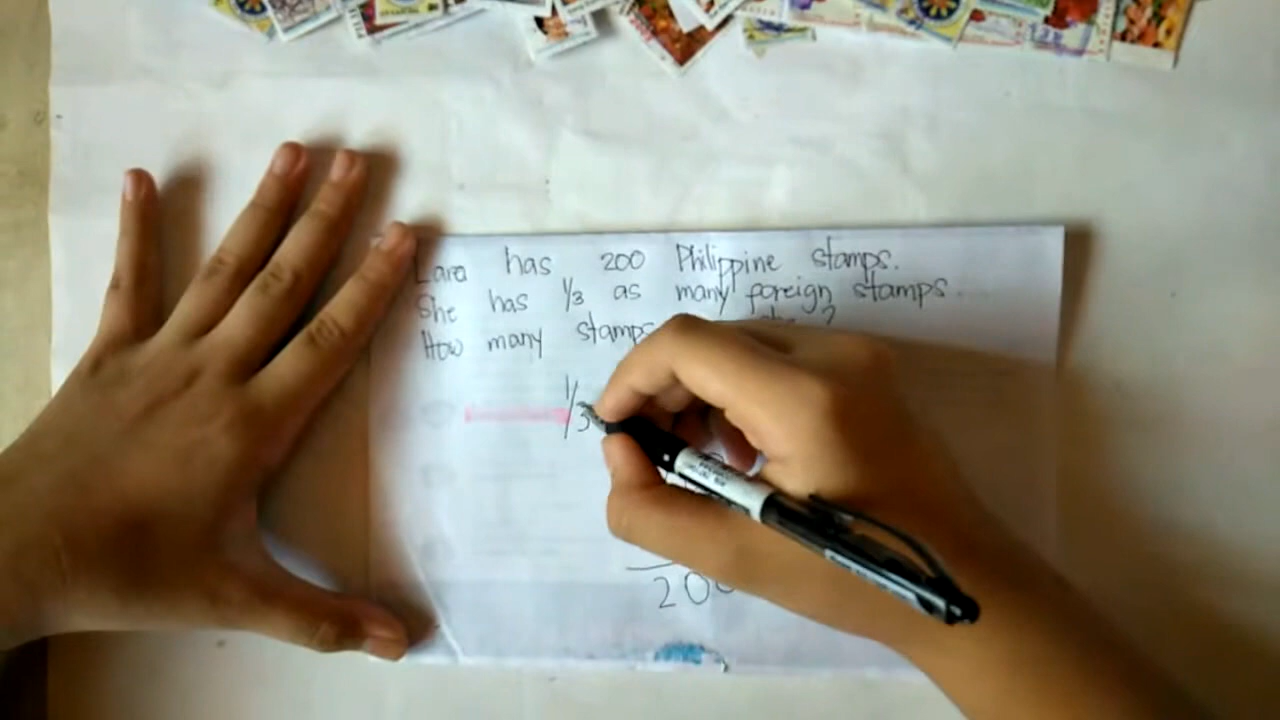 Lara has 200 Philippine stamps.
She has 1/3 as many foreign stamps.
How many stamps she?
1/3
200